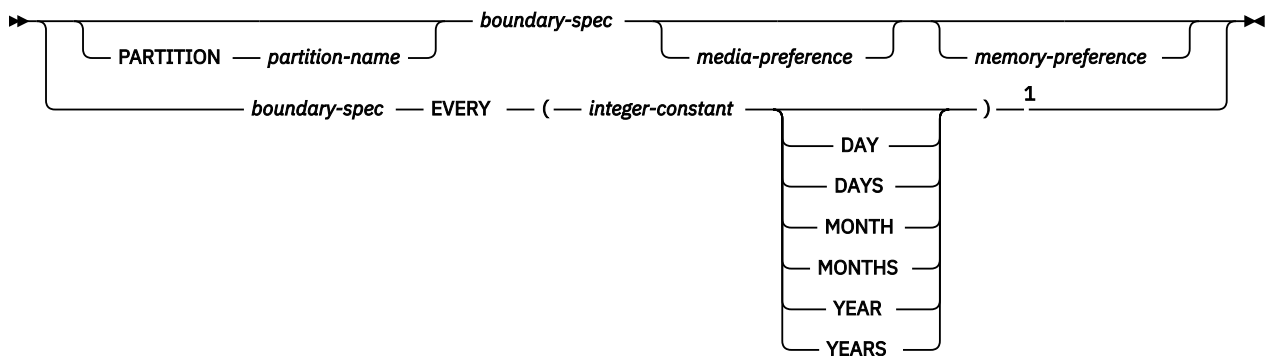 boundary-spec
PARTITION partition-name media-preference memory-preference
boundary-spec EVERY ( integer-constant ) 1
DAY
DAYS
MONTH
MONTHS
YEAR
YEARS